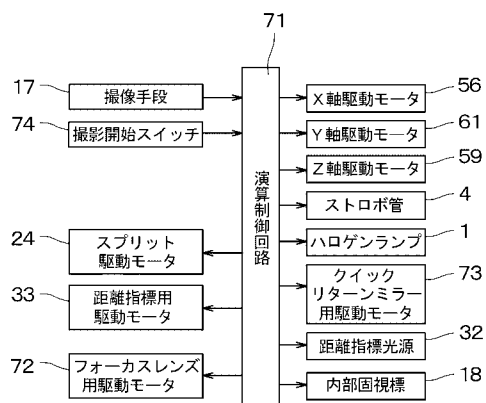 71
17
撮像手段
74
撮影開始スイッチ
24
スプリット
駆動モータ
33
距離指標用
駆動モータ
72
フォーカスレンズ
用駆動モータ
演算制御回路
X軸駆動モータ
56
Y軸駆動モータ
61
Z軸駆動モータ
59
ストロボ管
4
ハロゲンランプ
1
クイック
リターンミラー
用駆動モータ
73
距離指標光源
32
内部固視標
18